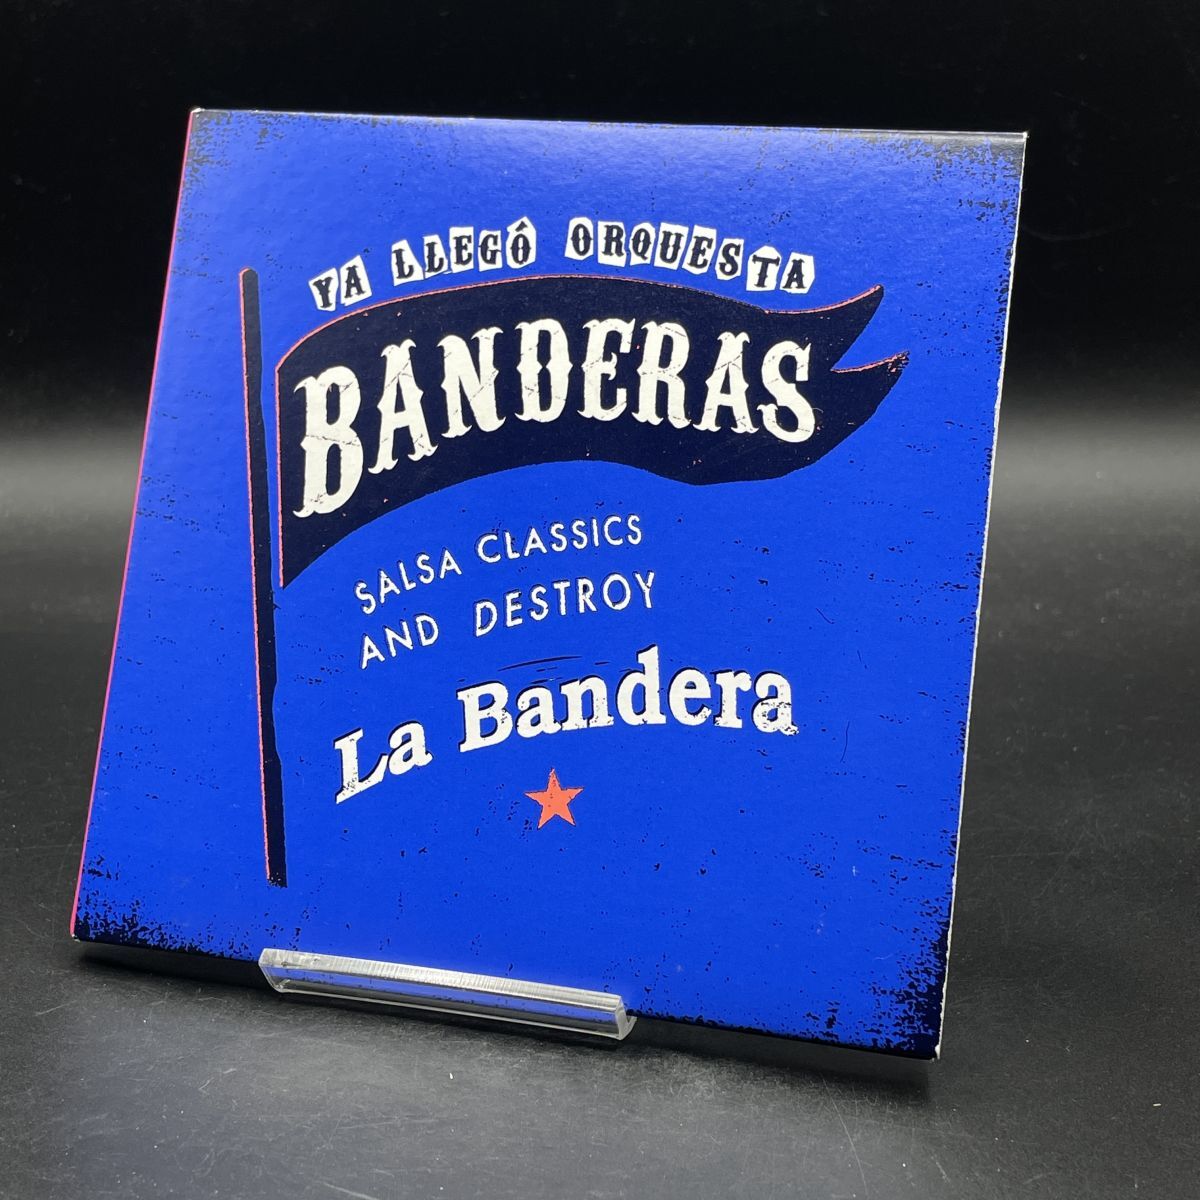 YA LLEGÓ ORQUESTA
BANDERAS
SALSA CLASSICS
AND DESTROY
La Bandera